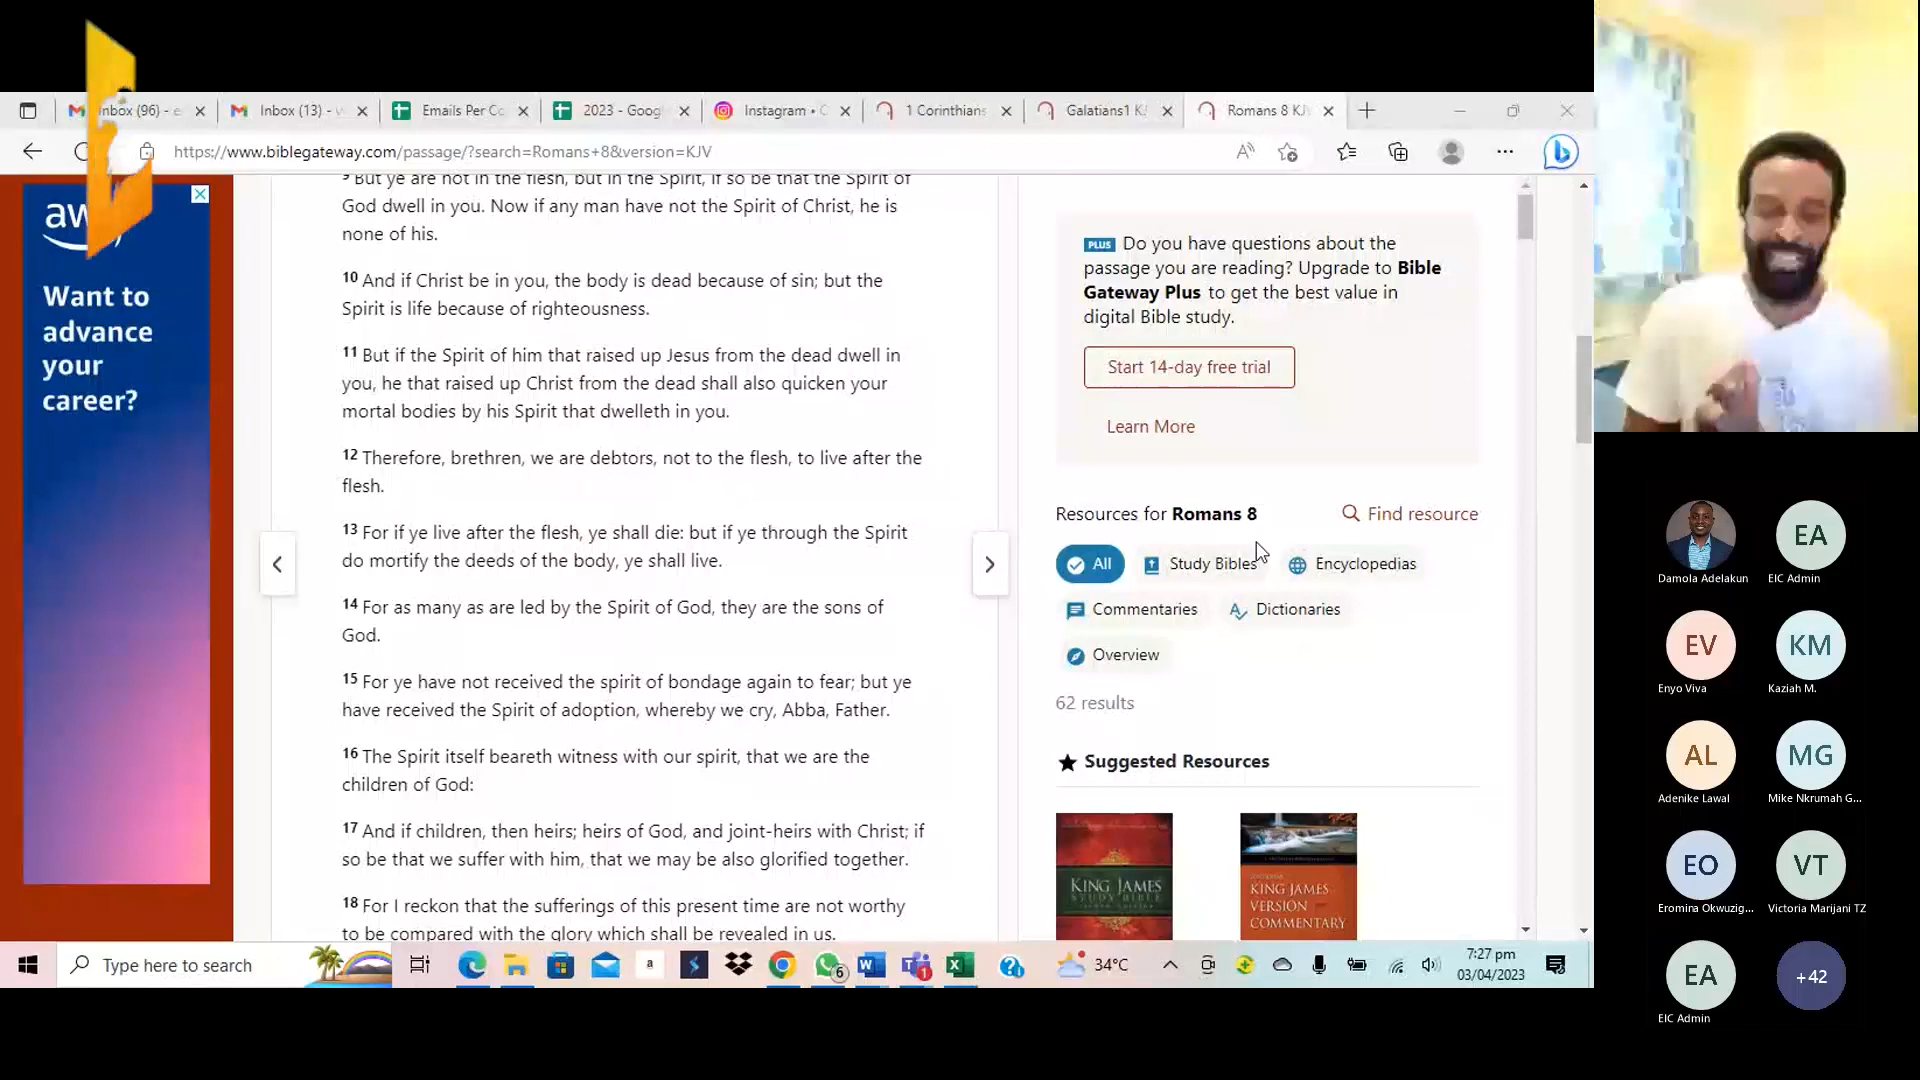 Inbox (96) - e
Inbox (13) -
Emails Per Co
2023 - Goog
Instagram • C
1 Corinthians
Galatians1 K
Romans 8 KJ
https://www.biblegateway.com/passage/?search=Romans+8&version=KJV
aw
Want to
advance
your
career?
9 But ye are not in the flesh, but in the Spirit, if so be that the Spirit of
God dwell in you. Now if any man have not the Spirit of Christ, he is
none of his.
10 And if Christ be in you, the body is dead because of sin; but the
Spirit is life because of righteousness.
11 But if the Spirit of him that raised up Jesus from the dead dwell in
you, he that raised up Christ from the dead shall also quicken your
mortal bodies by his Spirit that dwelleth in you.
12 Therefore, brethren, we are debtors, not to the flesh, to live after the
flesh.
13 For if ye live after the flesh, ye shall die: but if ye through the Spirit
do mortify the deeds of the body, ye shall live.
14 For as many as are led by the Spirit of God, they are the sons of
God.
15 For ye have not received the spirit of bondage again to fear; but ye
have received the Spirit of adoption, whereby we cry, Abba, Father.
16 The Spirit itself beareth witness with our spirit, that we are the
children of God:
17 And if children, then heirs; heirs of God, and joint-heirs with Christ; if
so be that we suffer with him, that we may be also glorified together.
18 For I reckon that the sufferings of this present time are not worthy
to be compared with the glory which shall be revealed in us.
PLUS Do you have questions about the
passage you are reading? Upgrade to Bible
Gateway Plus to get the best value in
digital Bible study.
Start 14-day free trial
Learn More
Resources for Romans 8
Find resource
All
Study Bibles
Encyclopedias
Commentaries
Dictionaries
Overview
62 results
Suggested Resources
KING JAMES
STUDY BIBLE
KING JAMES
VERSION
COMMENTARY
Type here to search
a
6
1
34°C
7:27 pm
03/04/2023
Damola Adelakun
EA
EIC Admin
EV
Enyo Viva
KM
Kaziah M.
AL
Adenike Lawal
MG
Mike Nkrumah G...
EO
Eromina Okwuzig...
VT
Victoria Marijani TZ
EA
EIC Admin
+42